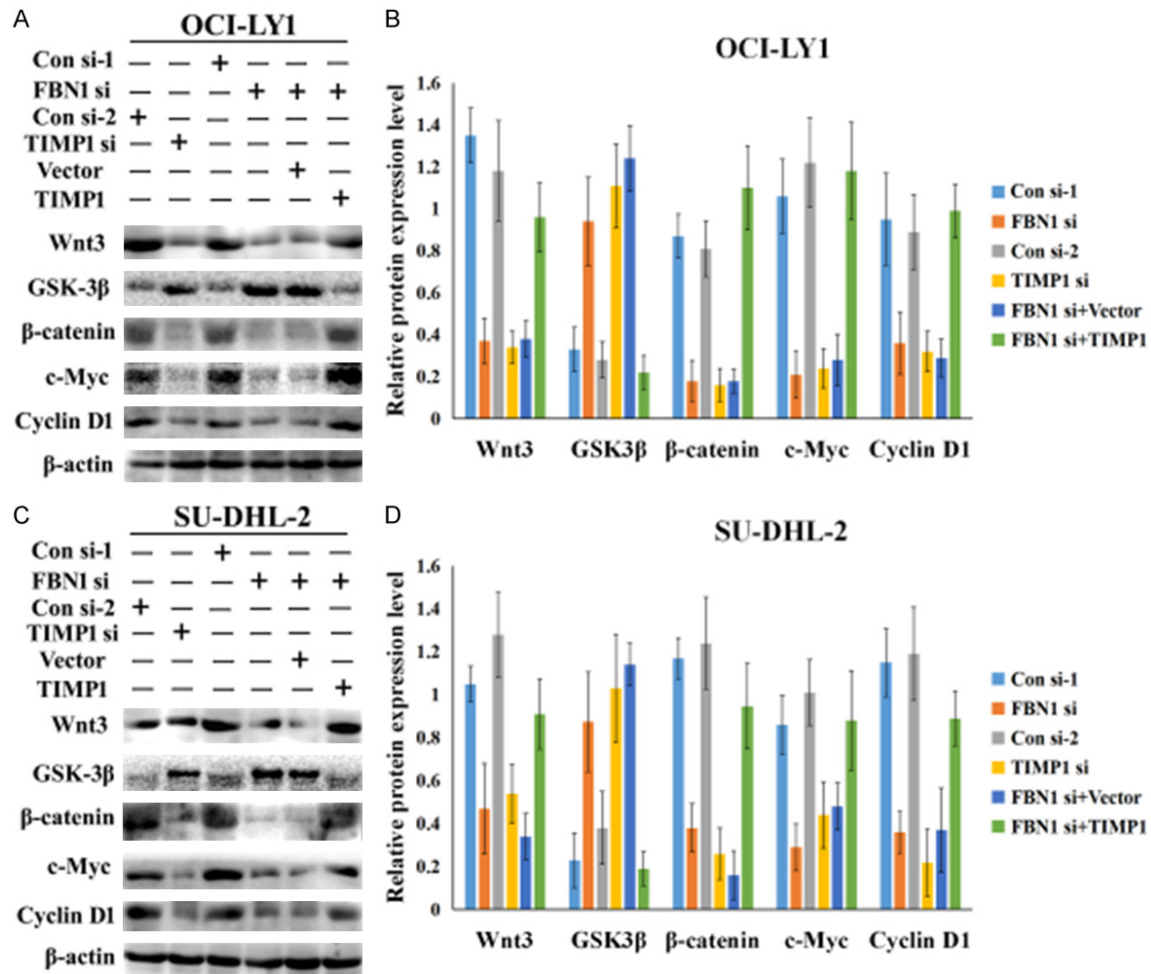 A
OCI-LY1
Con si-1 — — + — — —
FBN1 si — — — + + +
Con si-2 + — — — — —
TIMP1 si — + — — — —
Vector — — — — + —
TIMP1 — — — — — +
Wnt3
GSK-3β
β-catenin
c-Myc
Cyclin D1
β-actin
B
OCI-LY1
Relative protein expression level
1.6
1.4
1.2
1
0.8
0.6
0.4
0.2
0
Wnt3 GSK3β β-catenin c-Myc Cyclin D1
Con si-1
FBN1 si
Con si-2
TIMP1 si
FBN1 si+Vector
FBN1 si+TIMP1
C
SU-DHL-2
Con si-1 — — + — — —
FBN1 si — — — + + +
Con si-2 + — — — — —
TIMP1 si — + — — — —
Vector — — — — + —
TIMP1 — — — — — +
Wnt3
GSK-3β
β-catenin
c-Myc
Cyclin D1
β-actin
D
SU-DHL-2
Relative protein expression level
1.6
1.4
1.2
1
0.8
0.6
0.4
0.2
0
Wnt3 GSK3β β-catenin c-Myc Cyclin D1
Con si-1
FBN1 si
Con si-2
TIMP1 si
FBN1 si+Vector
FBN1 si+TIMP1